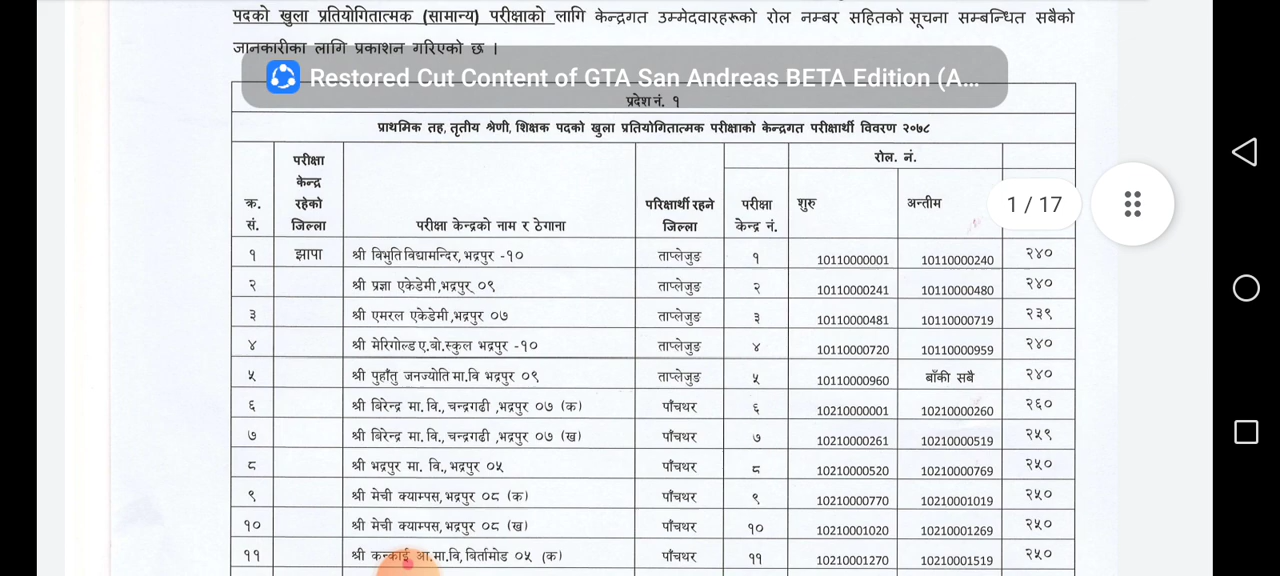 पदको खुला प्रतियोगितात्मक (सामान्य) परीक्षाको लागि केन्द्रगत उम्मेदवारहरूको रोल नम्बर सहितको सूचना सम्बन्धित सबैको
जानकारीका लागि प्रकाशन गरिएको छ ।
Restored Cut Content of GTA San Andreas BETA Edition (A...
प्रदेश नं. १
प्राथमिक तह, तृतीय श्रेणी, शिक्षक पदको खुला प्रतियोगितात्मक परीक्षाको केन्द्रगत परीक्षार्थी विवरण २०७८
क्र. सं. परीक्षा केन्द्र रहेको जिल्ला परीक्षा केन्द्रको नाम र ठेगाना परिक्षार्थी रहने जिल्ला परीक्षा केन्द्र नं. रोल. नं. शुरु अन्तीम
1 / 17
१ झापा श्री विभुति विद्यामन्दिर, भद्रपुर -१० ताप्लेजुङ १ 10110000001 10110000240 २४०
२ श्री प्रज्ञा एकेडेमी,भद्रपुर ०९ ताप्लेजुङ २ 10110000241 10110000480 २४०
३ श्री एमरल एकेडेमी ,भद्रपुर ०७ ताप्लेजुङ ३ 10110000481 10110000719 २३९
४ श्री मेरिगोल्ड ए.वो.स्कुल भद्रपुर -१० ताप्लेजुङ ४ 10110000720 10110000959 २४०
५ श्री पुहाँतु जनज्योति मा.वि भद्रपुर ०९ ताप्लेजुङ ५ 10110000960 बाँकी सबै २४०
६ श्री बिरेन्द्र मा. वि., चन्द्रगढी ,भद्रपुर ०७ (क) पाँचथर ६ 10210000001 10210000260 २६०
७ श्री बिरेन्द्र मा. वि., चन्द्रगढी ,भद्रपुर ०७ (ख) पाँचथर ७ 10210000261 10210000519 २५९
८ श्री भद्रपुर मा. वि., भद्रपुर ०५ पाँचथर ८ 10210000520 10210000769 २५०
९ श्री मेची क्याम्पस, भद्रपुर ०८ (क) पाँचथर ९ 10210000770 10210001019 २५०
१० श्री मेची क्याम्पस, भद्रपुर ०८ (ख) पाँचथर १० 10210001020 10210001269 २५०
११ श्री कन्काई आ.मा.वि, बिर्तामोड ०५ (क) पाँचथर ११ 10210001270 10210001519 २५०